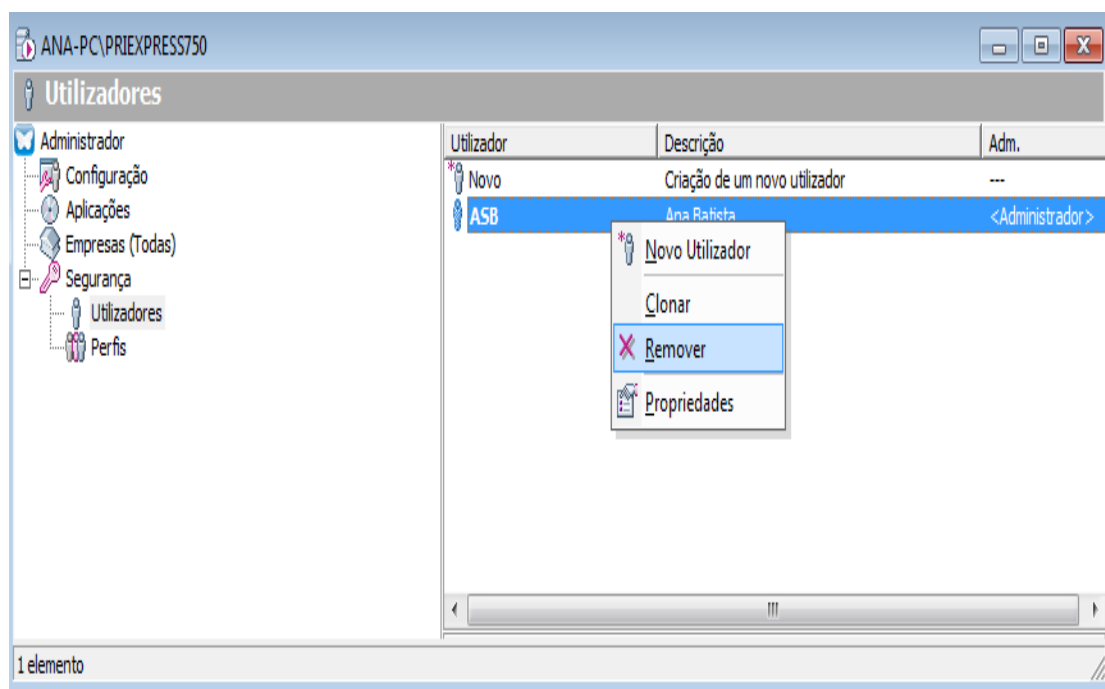 ANA-PC\PRIEXPRESS750
Utilizadores
Administrador
Configuração
Aplicações
Empresas (Todas)
Segurança
Utilizadores
Perfis
Utilizador Descrição Adm.
Novo Criação de um novo utilizador ---
ASB Ana Batista <Administrador>
Novo Utilizador
Clonar
Remover
Propriedades
1 elemento